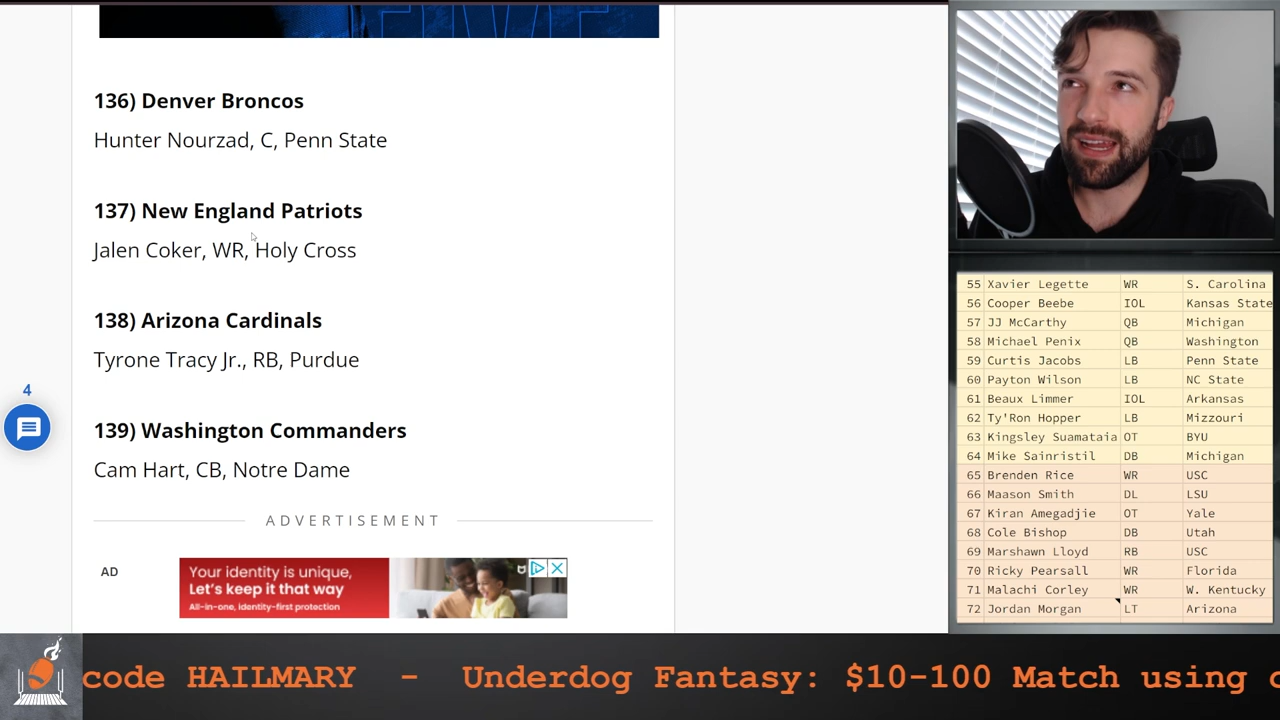 FIVE
136) Denver Broncos
Hunter Nourzad, C, Penn State
137) New England Patriots
Jalen Coker, WR, Holy Cross
138) Arizona Cardinals
Tyrone Tracy Jr., RB, Purdue
4
139) Washington Commanders
Cam Hart, CB, Notre Dame
ADVERTISEMENT
AD
Your identity is unique,
Let's keep it that way
All-in-one, identity-first protection
55 Xavier Legette WR S. Carolina
56 Cooper Beebe IOL Kansas State
57 JJ McCarthy QB Michigan
58 Michael Penix QB Washington
59 Curtis Jacobs LB Penn State
60 Payton Wilson LB NC State
61 Beaux Limmer IOL Arkansas
62 Ty'Ron Hopper LB Mizzouri
63 Kingsley Suamataia OT BYU
64 Mike Sainristil DB Michigan
65 Brenden Rice WR USC
66 Maason Smith DL LSU
67 Kiran Amegadjie OT Yale
68 Cole Bishop DB Utah
69 Marshawn Lloyd RB USC
70 Ricky Pearsall WR Florida
71 Malachi Corley WR W. Kentucky
72 Jordan Morgan LT Arizona
code HAILMARY - Underdog Fantasy: $10-100 Match using c